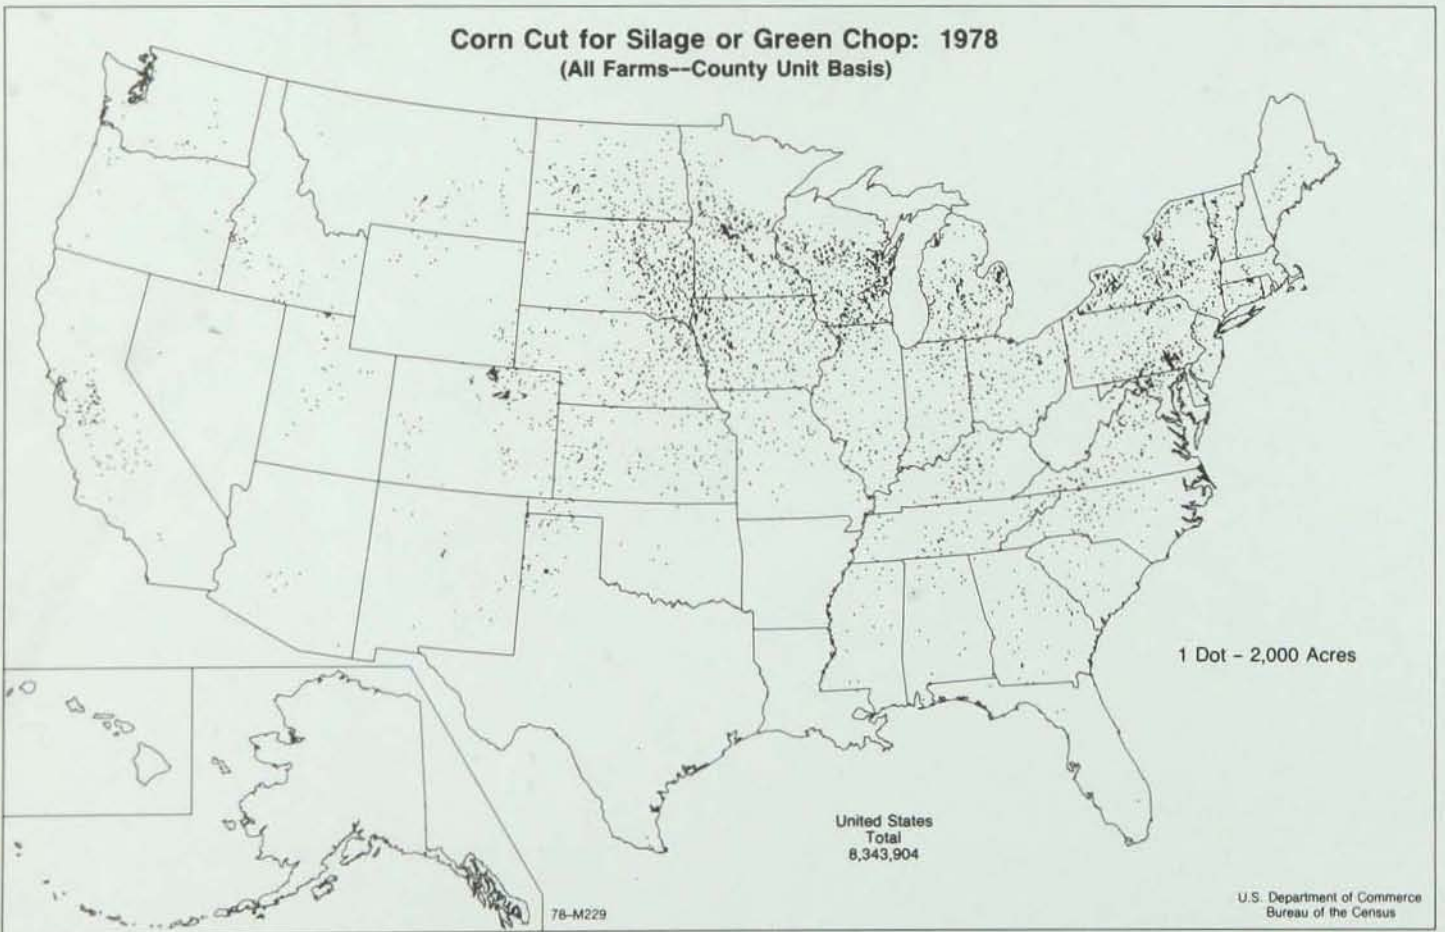 Corn Cut for Silage or Green Chop: 1978
(All Farms--County Unit Basis)
1 Dot – 2,000 Acres
United States
Total
8,343,904
78-M229
U.S. Department of Commerce
Bureau of the Census